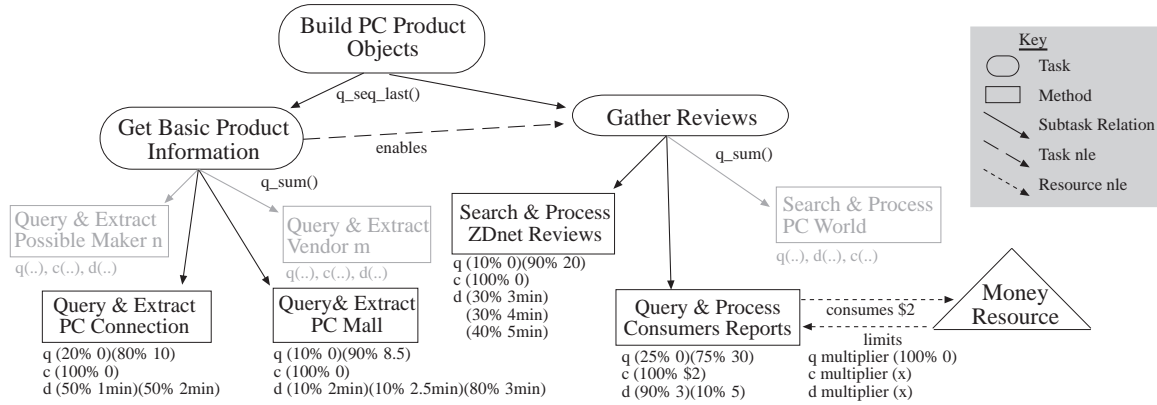 Build PC Product
Objects
q_seq_last()
Get Basic Product
Information
enables
Gather Reviews
q_sum()
q_sum()
Query & Extract
Possible Maker n
q(..), c(..), d(..)
Query & Extract
Vendor m
q(..), c(..), d(..)
Query & Extract
PC Connection
q (20% 0)(80% 10)
c (100% 0)
d (50% 1min)(50% 2min)
Query& Extract
PC Mall
q (10% 0)(90% 8.5)
c (100% 0)
d (10% 2min)(10% 2.5min)(80% 3min)
Search & Process
ZDnet Reviews
q (10% 0)(90% 20)
c (100% 0)
d (30% 3min)
(30% 4min)
(40% 5min)
Search & Process
PC World
q(..), d(..), c(..)
Query & Process
Consumers Reports
q (25% 0)(75% 30)
c (100% $2)
d (90% 3)(10% 5)
consumes $2
limits
q multiplier (100% 0)
c multiplier (x)
d multiplier (x)
Money
Resource
Key
Task
Method
Subtask Relation
Task nle
Resource nle